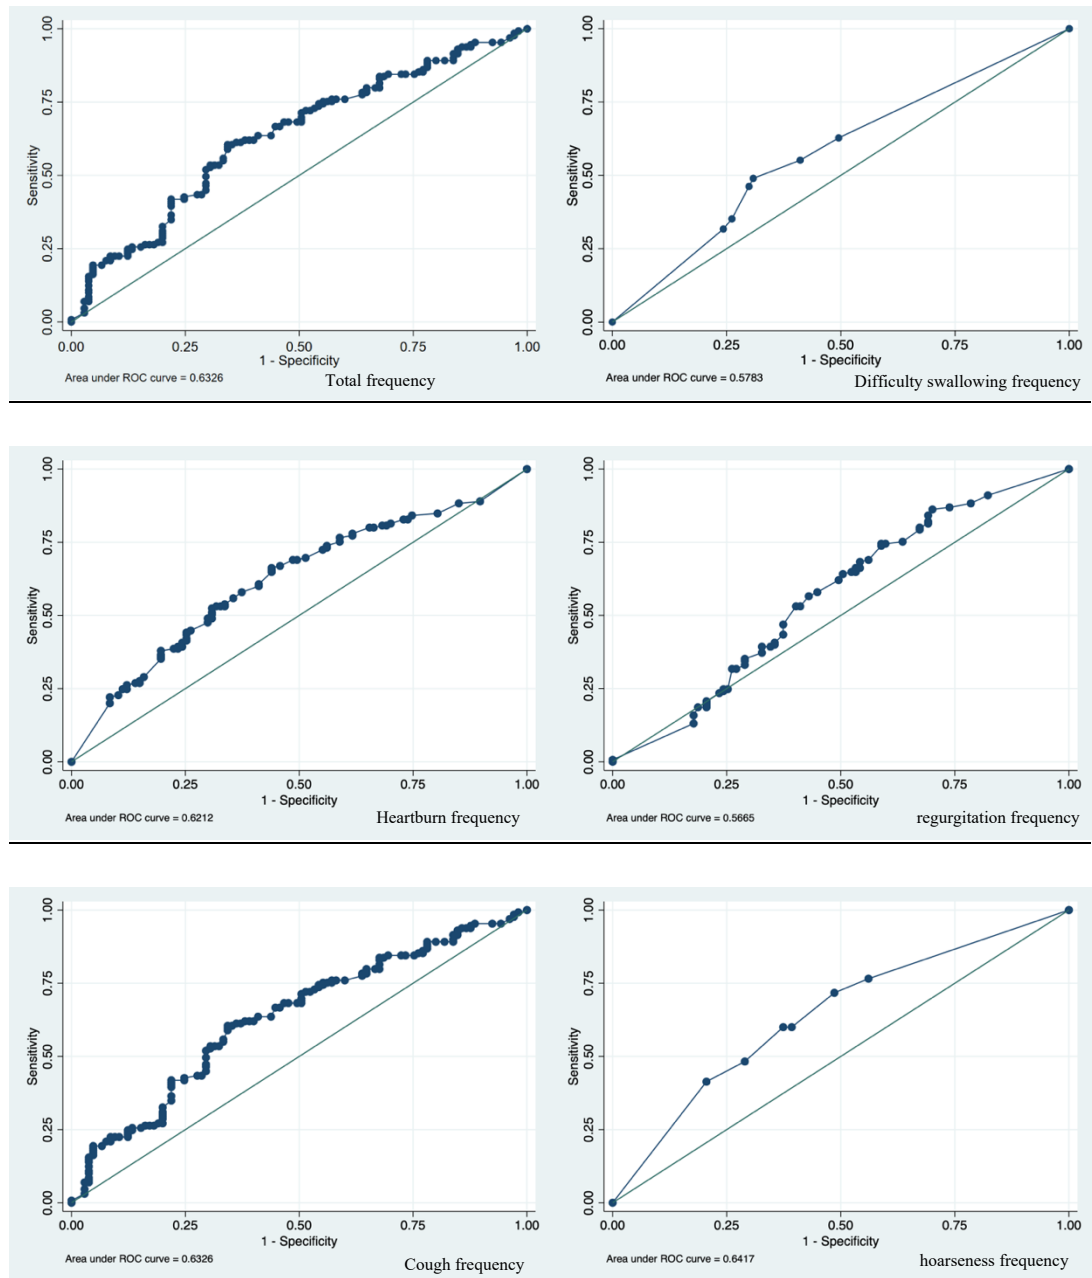 1.00
0.75
0.50
0.25
0.00
Sensitivity
0.00 0.25 0.50 0.75 1.00
1 - Specificity
Area under ROC curve = 0.6326
Total frequency
1.00
0.75
0.50
0.25
0.00
Sensitivity
0.00 0.25 0.50 0.75 1.00
1 - Specificity
Area under ROC curve = 0.5783
Difficulty swallowing frequency
1.00
0.75
0.50
0.25
0.00
Sensitivity
0.00 0.25 0.50 0.75 1.00
1 - Specificity
Area under ROC curve = 0.6212
Heartburn frequency
1.00
0.75
0.50
0.25
0.00
Sensitivity
0.00 0.25 0.50 0.75 1.00
1 - Specificity
Area under ROC curve = 0.5665
regurgitation frequency
1.00
0.75
0.50
0.25
0.00
Sensitivity
0.00 0.25 0.50 0.75 1.00
1 - Specificity
Area under ROC curve = 0.6326
Cough frequency
1.00
0.75
0.50
0.25
0.00
Sensitivity
0.00 0.25 0.50 0.75 1.00
1 - Specificity
Area under ROC curve = 0.6417
hoarseness frequency